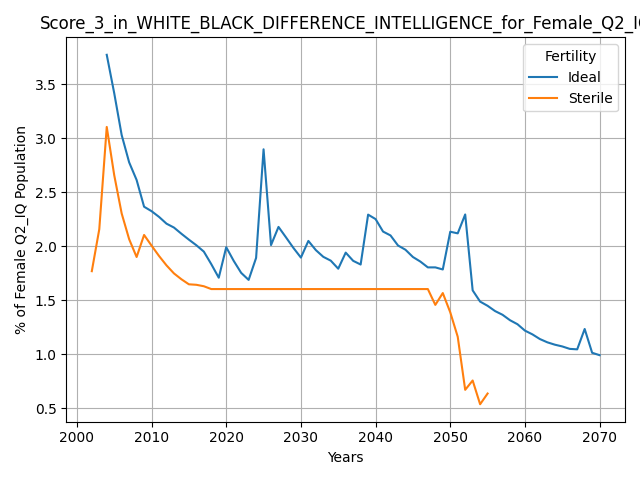 Score_3_in_WHITE_BLACK_DIFFERENCE_INTELLIGENCE_for_Female_Q2_IQ
Fertility
Ideal
Sterile
% of Female Q2_IQ Population
3.5
3.0
2.5
2.0
1.5
1.0
0.5
2000 2010 2020 2030 2040 2050 2060 2070
Years